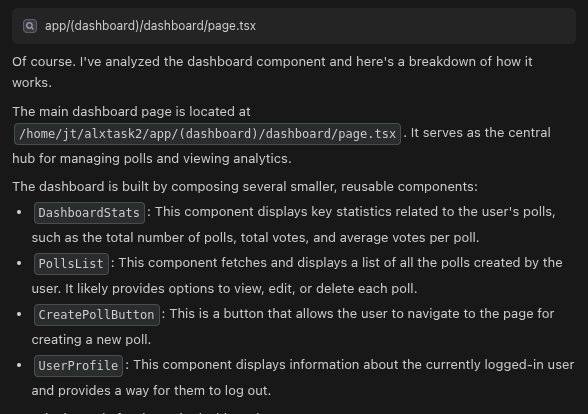 app/(dashboard)/dashboard/page.tsx
Of course. I've analyzed the dashboard component and here's a breakdown of how it
works.
The main dashboard page is located at
/home/jt/alxtask2/app/(dashboard)/dashboard/page.tsx . It serves as the central
hub for managing polls and viewing analytics.
The dashboard is built by composing several smaller, reusable components:
• DashboardStats : This component displays key statistics related to the user's polls,
such as the total number of polls, total votes, and average votes per poll.
• PollsList : This component fetches and displays a list of all the polls created by the
user. It likely provides options to view, edit, or delete each poll.
• CreatePollButton : This is a button that allows the user to navigate to the page for
creating a new poll.
• UserProfile : This component displays information about the currently logged-in user
and provides a way for them to log out.